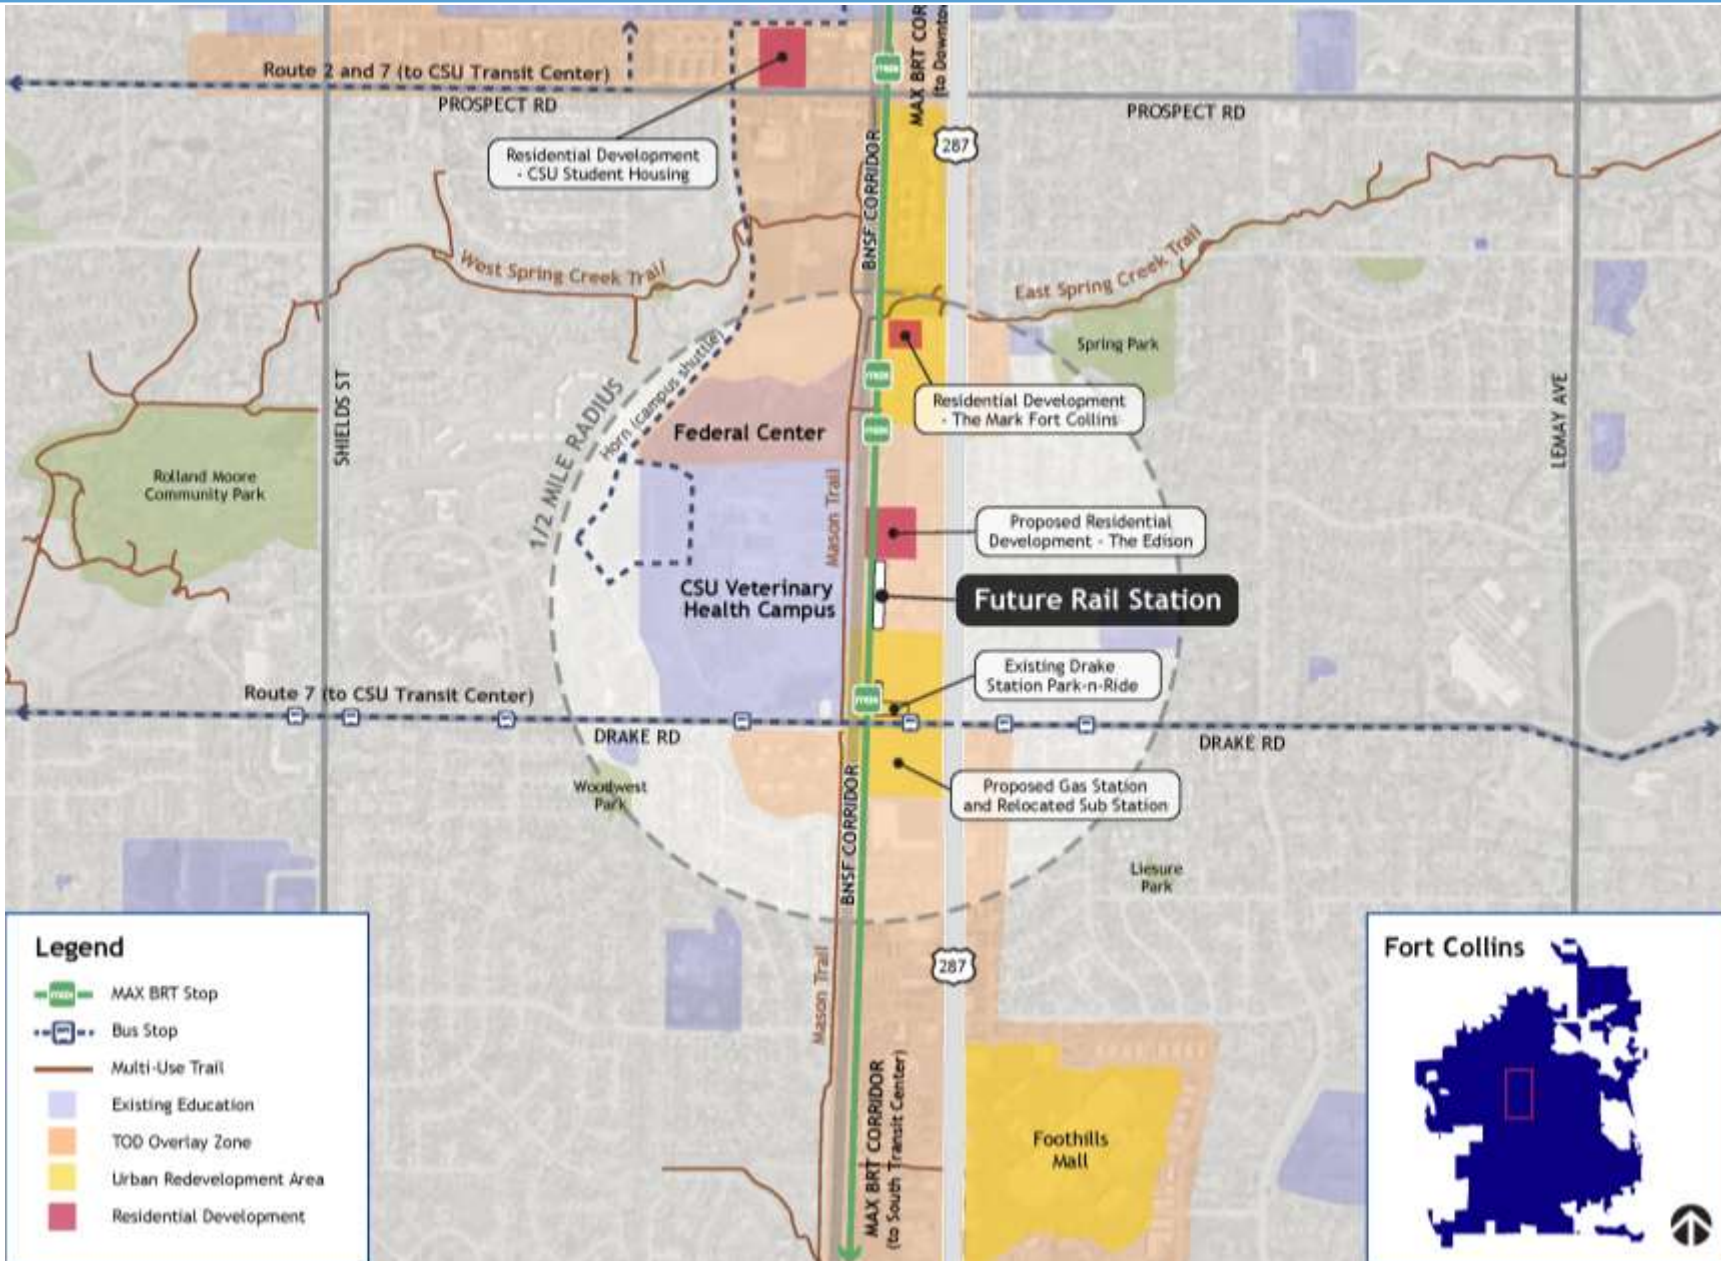 MAX BRT COR
(to Downtow
Route 2 and 7 (to CSU Transit Center)
PROSPECT RD
PROSPECT RD
max
287
Residential Development
- CSU Student Housing
BNSF CORRIDOR
West Spring Creek Trail
East Spring Creek Trail
Spring Park
SHIELDS ST
LEMAY AVE
1/2 MILE RADIUS
Horn (campus shuttle)
max
Residential Development
- The Mark Fort Collins
Federal Center
max
Rolland Moore
Community Park
Mason Trail
Proposed Residential
Development - The Edison
CSU Veterinary
Health Campus
Future Rail Station
Existing Drake
Station Park-n-Ride
Route 7 (to CSU Transit Center)
max
DRAKE RD
DRAKE RD
Woodwest
Park
Proposed Gas Station
and Relocated Sub Station
BNSF CORRIDOR
Liesure
Park
287
Mason Trail
MAX BRT CORRIDOR
(to South Transit Center)
Foothills
Mall
Legend
max
MAX BRT Stop
Bus Stop
Multi-Use Trail
Existing Education
TOD Overlay Zone
Urban Redevelopment Area
Residential Development
Fort Collins